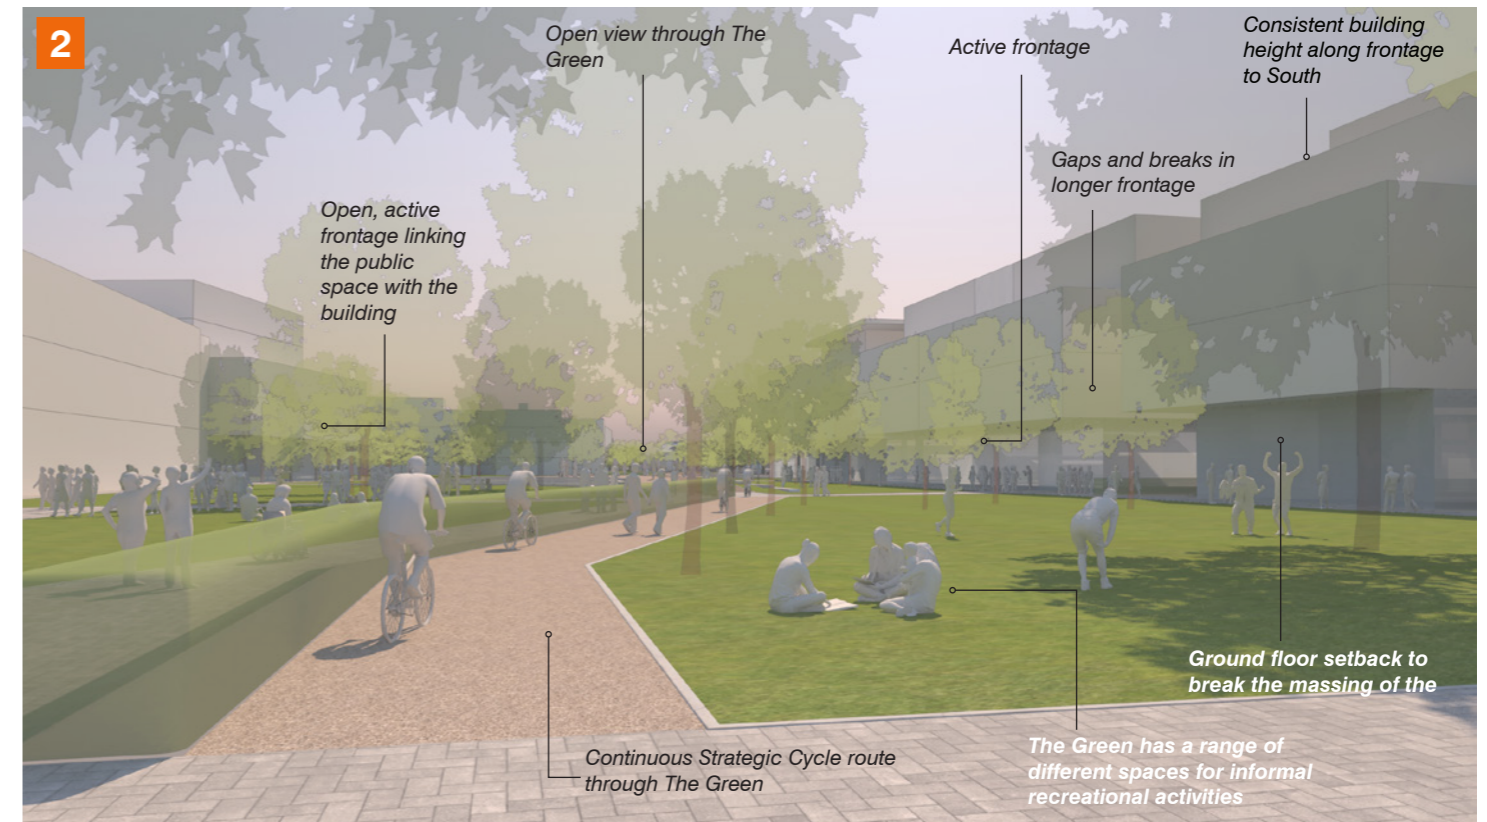 2
Open view through The
Green
Active frontage
Consistent building
height along frontage
to South
Gaps and breaks in
longer frontage
Open, active
frontage linking
the public
space with the
building
Ground floor setback to
break the massing of the
The Green has a range of
different spaces for informal
recreational activities
Continuous Strategic Cycle route
through The Green